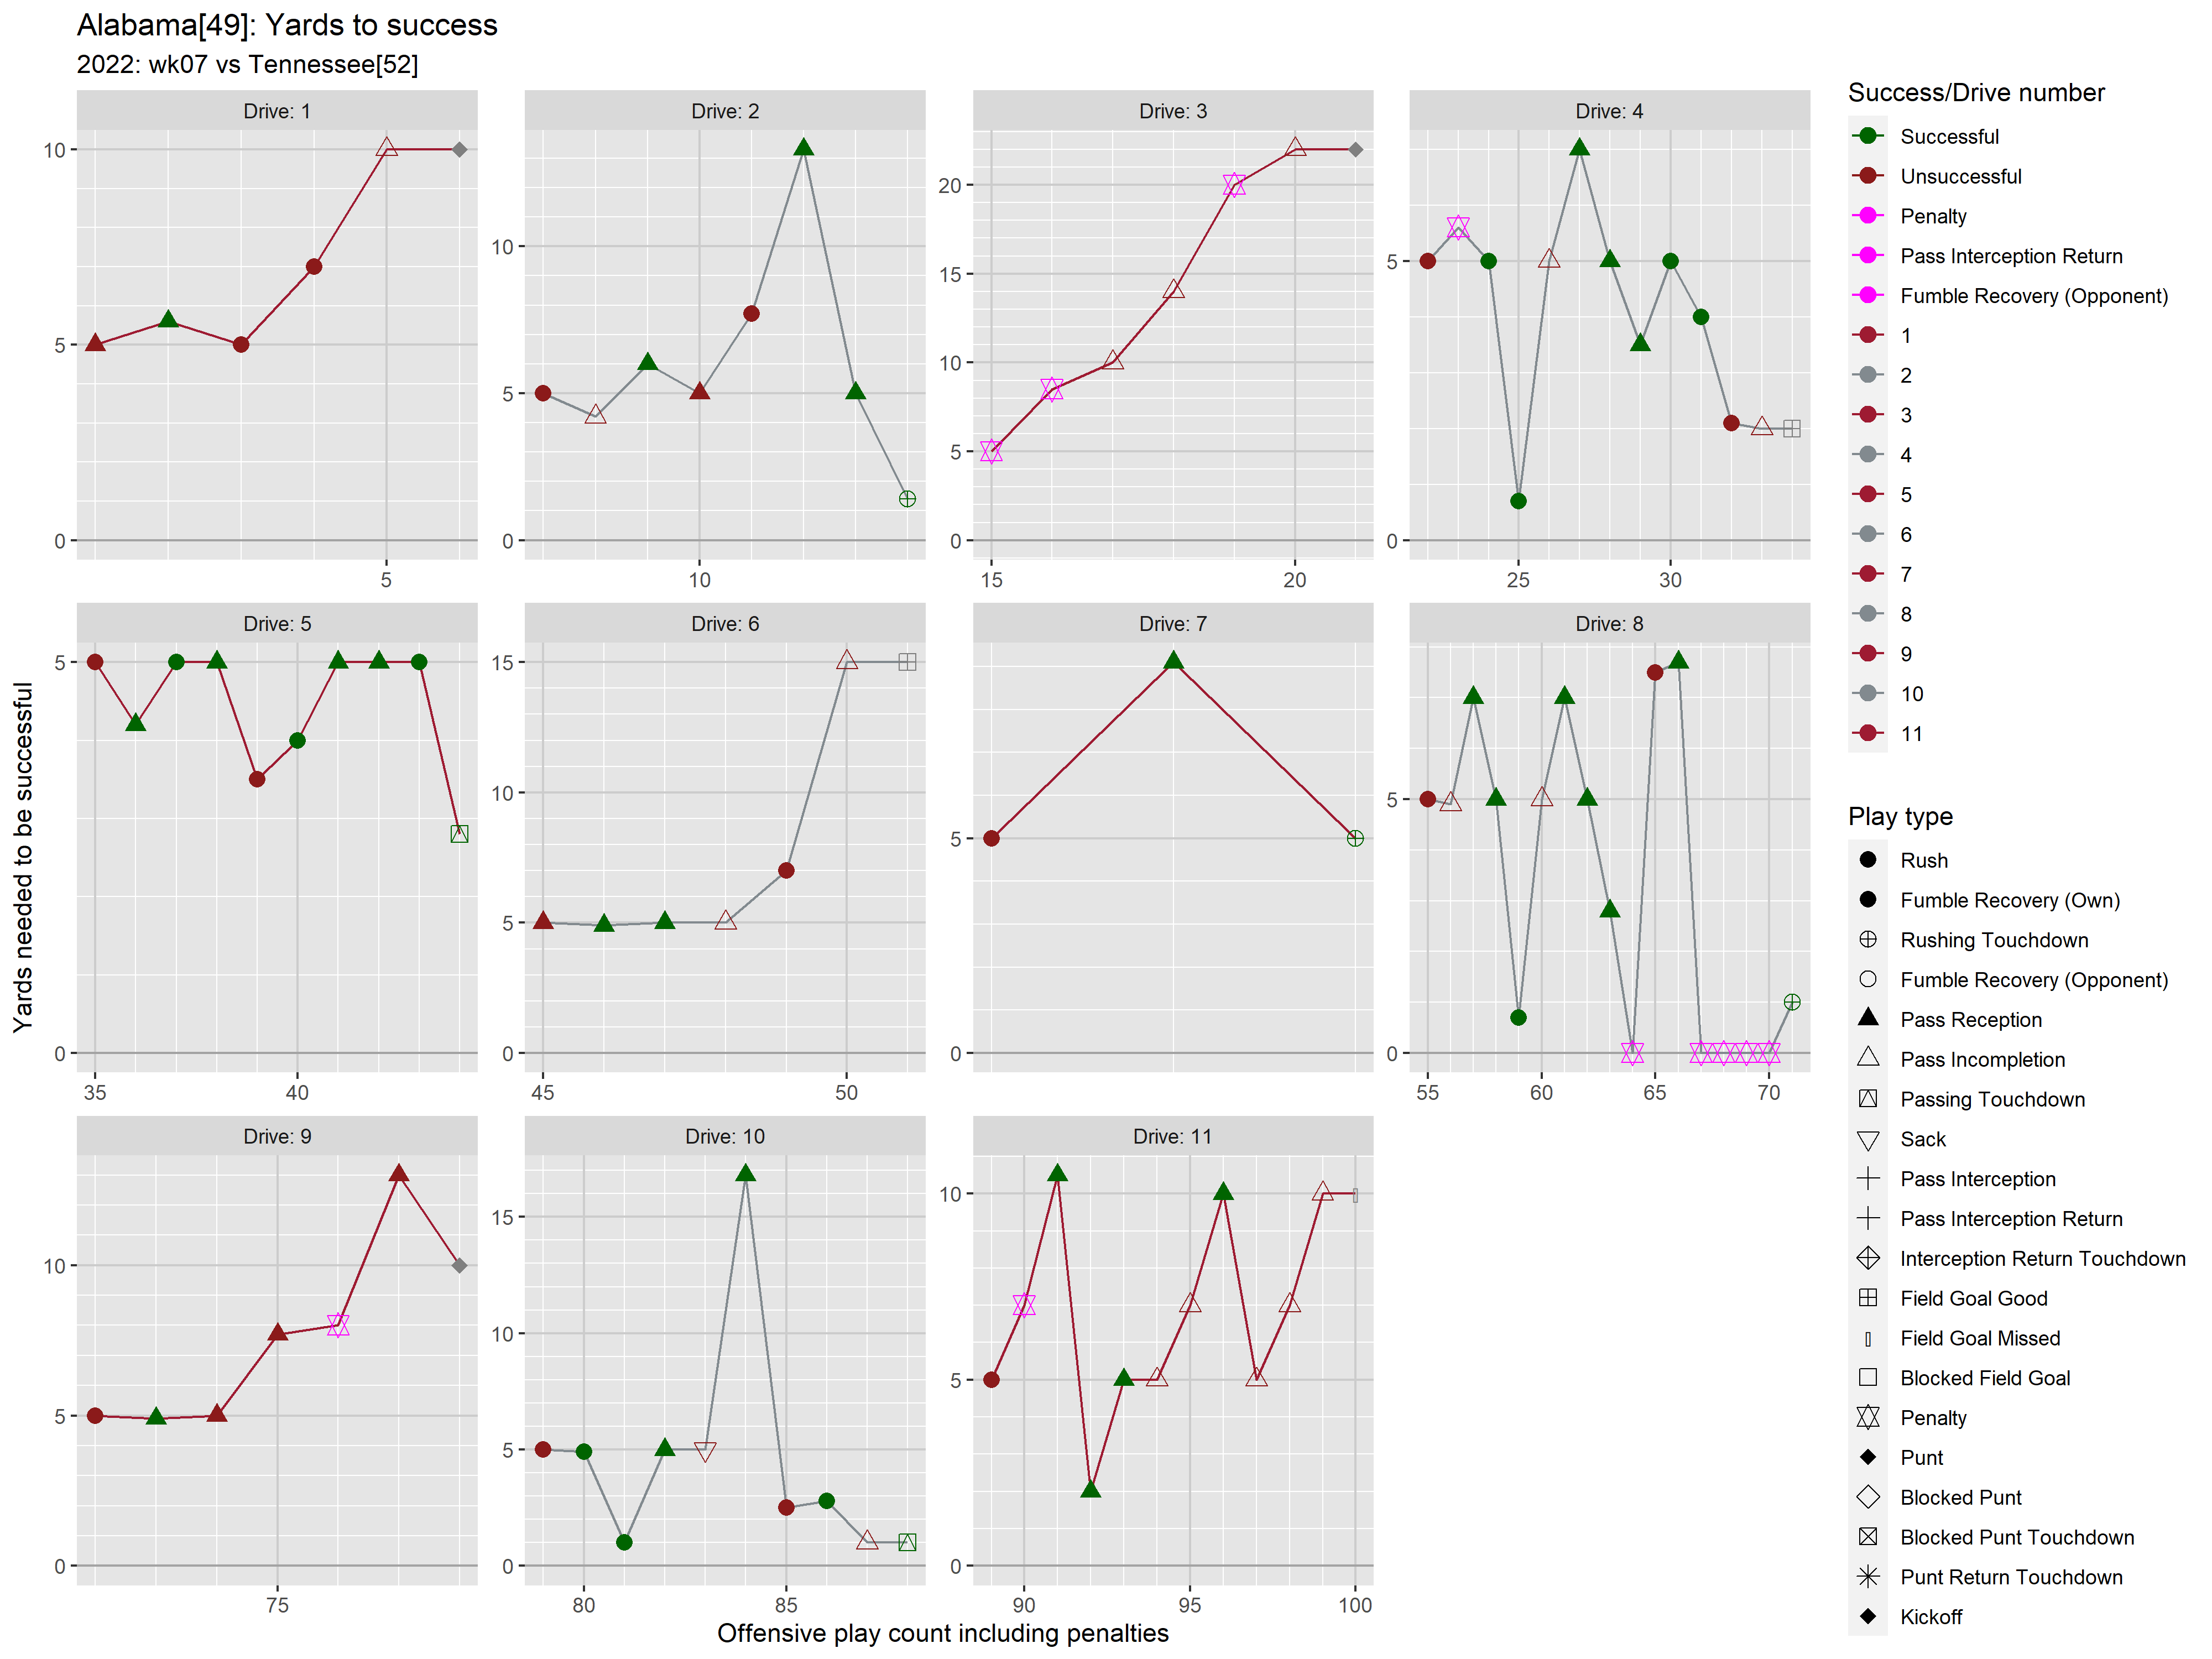 Alabama[49]: Yards to success
2022: wk07 vs Tennessee[52]
Drive: 1
Drive: 2
Drive: 3
Drive: 4
10
5
0
5
10
5
0
10
20
15
10
5
0
15
20
5
0
25
30
Drive: 5
Drive: 6
Drive: 7
Drive: 8
5
0
35
40
15
10
5
0
45
50
5
0
5
0
55
60
65
70
Drive: 9
Drive: 10
Drive: 11
10
5
0
75
15
10
5
0
80
85
10
5
0
90
95
100
Yards needed to be successful
Offensive play count including penalties
Success/Drive number
Successful
Unsuccessful
Penalty
Pass Interception Return
Fumble Recovery (Opponent)
1
2
3
4
5
6
7
8
9
10
11
Play type
Rush
Fumble Recovery (Own)
Rushing Touchdown
Fumble Recovery (Opponent)
Pass Reception
Pass Incompletion
Passing Touchdown
Sack
Pass Interception
Pass Interception Return
Interception Return Touchdown
Field Goal Good
Field Goal Missed
Blocked Field Goal
Penalty
Punt
Blocked Punt
Blocked Punt Touchdown
Punt Return Touchdown
Kickoff